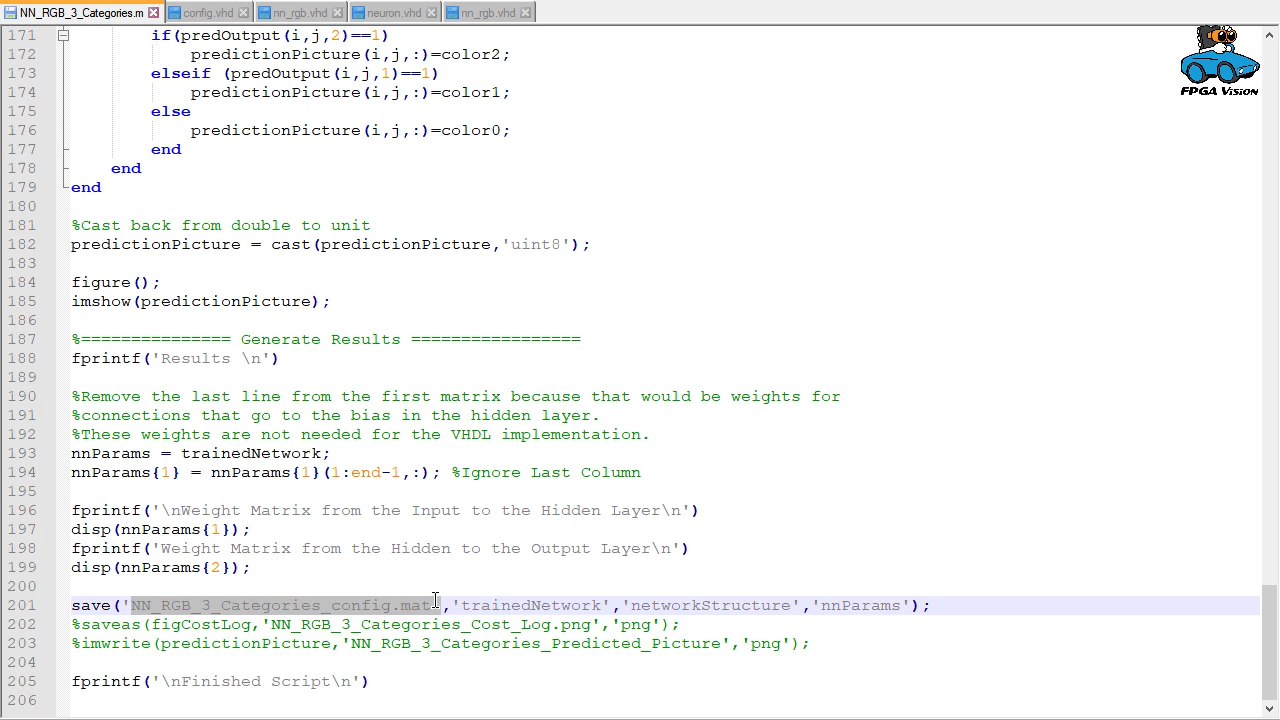 NN_RGB_3_Categories.m config.vhd nn_rgb.vhd neuron.vhd nn_rgb.vhd
171 if(predOutput(i,j,2)==1)
172 predictionPicture(i,j,:)=color2;
173 elseif (predOutput(i,j,1)==1)
174 predictionPicture(i,j,:)=color1;
175 else
176 predictionPicture(i,j,:)=color0;
177 end
178 end
179 end
180
181 %Cast back from double to unit
182 predictionPicture = cast(predictionPicture,'uint8');
183
184 figure();
185 imshow(predictionPicture);
186
187 %=============== Generate Results =================
188 fprintf('Results \n')
189
190 %Remove the last line from the first matrix because that would be weights for
191 %connections that go to the bias in the hidden layer.
192 %These weights are not needed for the VHDL implementation.
193 nnParams = trainedNetwork;
194 nnParams{1} = nnParams{1}(1:end-1,:); %Ignore Last Column
195
196 fprintf('\nWeight Matrix from the Input to the Hidden Layer\n')
197 disp(nnParams{1});
198 fprintf('Weight Matrix from the Hidden to the Output Layer\n')
199 disp(nnParams{2});
200
201 save('NN_RGB_3_Categories_config.mat','trainedNetwork','networkStructure','nnParams');
202 %saveas(figCostLog,'NN_RGB_3_Categories_Cost_Log.png','png');
203 %imwrite(predictionPicture,'NN_RGB_3_Categories_Predicted_Picture','png');
204
205 fprintf('\nFinished Script\n')
206
FPGA Vision